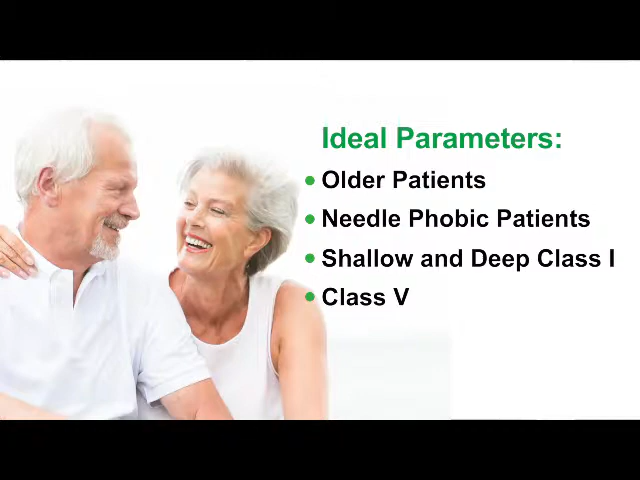 Ideal Parameters:
Older Patients
Needle Phobic Patients
Shallow and Deep Class I
Class V